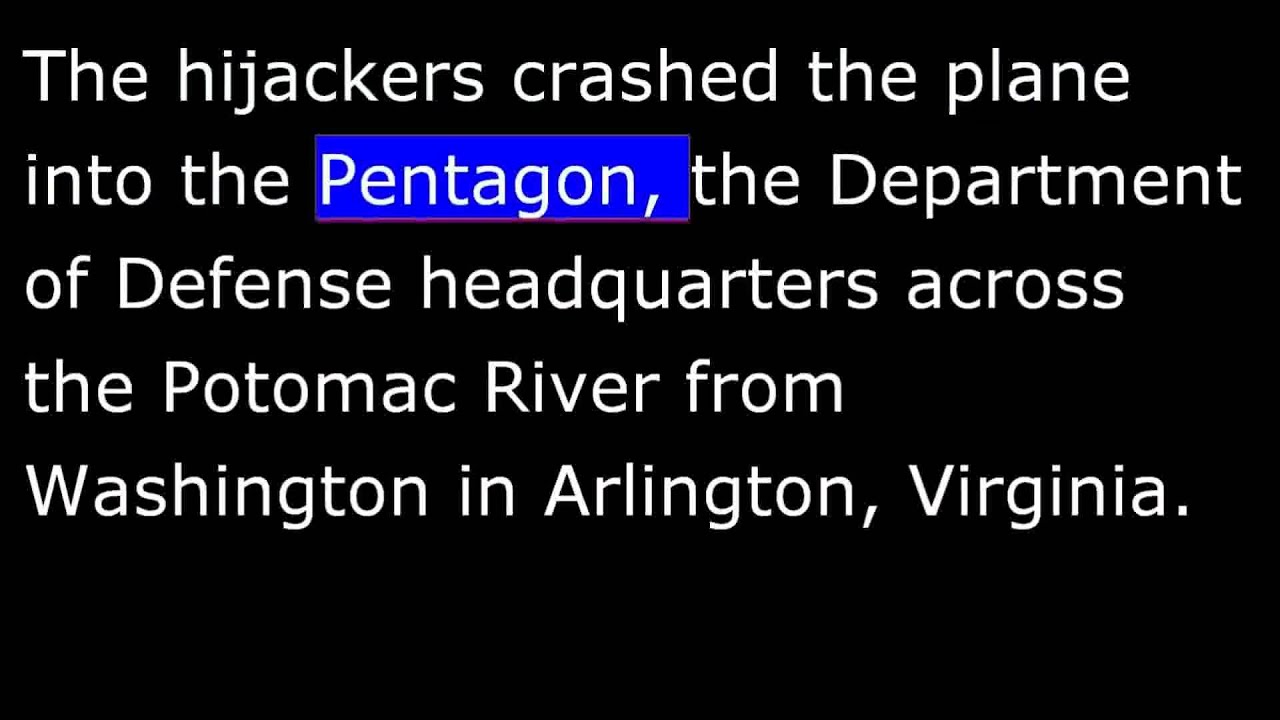 The hijackers crashed the plane
into the Pentagon, the Department
of Defense headquarters across
the Potomac River from
Washington in Arlington, Virginia.